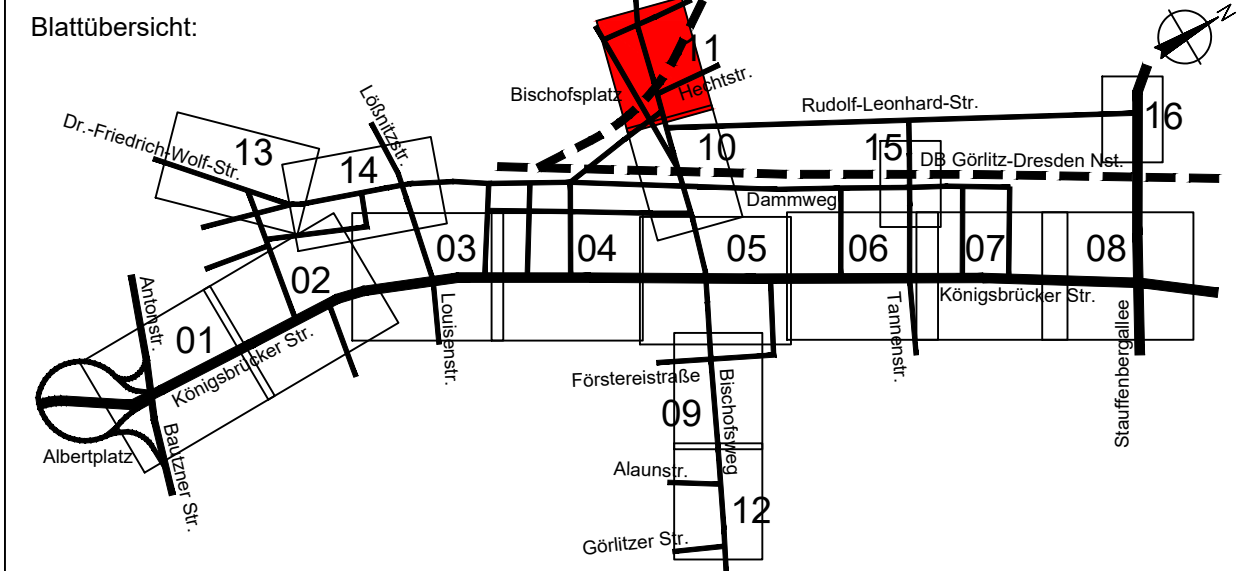 Blattübersicht:
N
11
Bischofsplatz
Hechtstr.
Rudolf-Leonhard-Str.
16
Lößnitzstr.
Dr.-Friedrich-Wolf-Str.
13
14
10
15
DB Görlitz-Dresden Nst.
Dammweg
03
04
05
06
07
08
02
Antonstr.
01
Königsbrücker Str.
Louisenstr.
Königsbrücker Str.
Tannenstr.
Stauffenbergallee
Förstereistraße
Bischofsweg
09
Albertplatz
Bautzner Str.
Alaunstr.
12
Görlitzer Str.